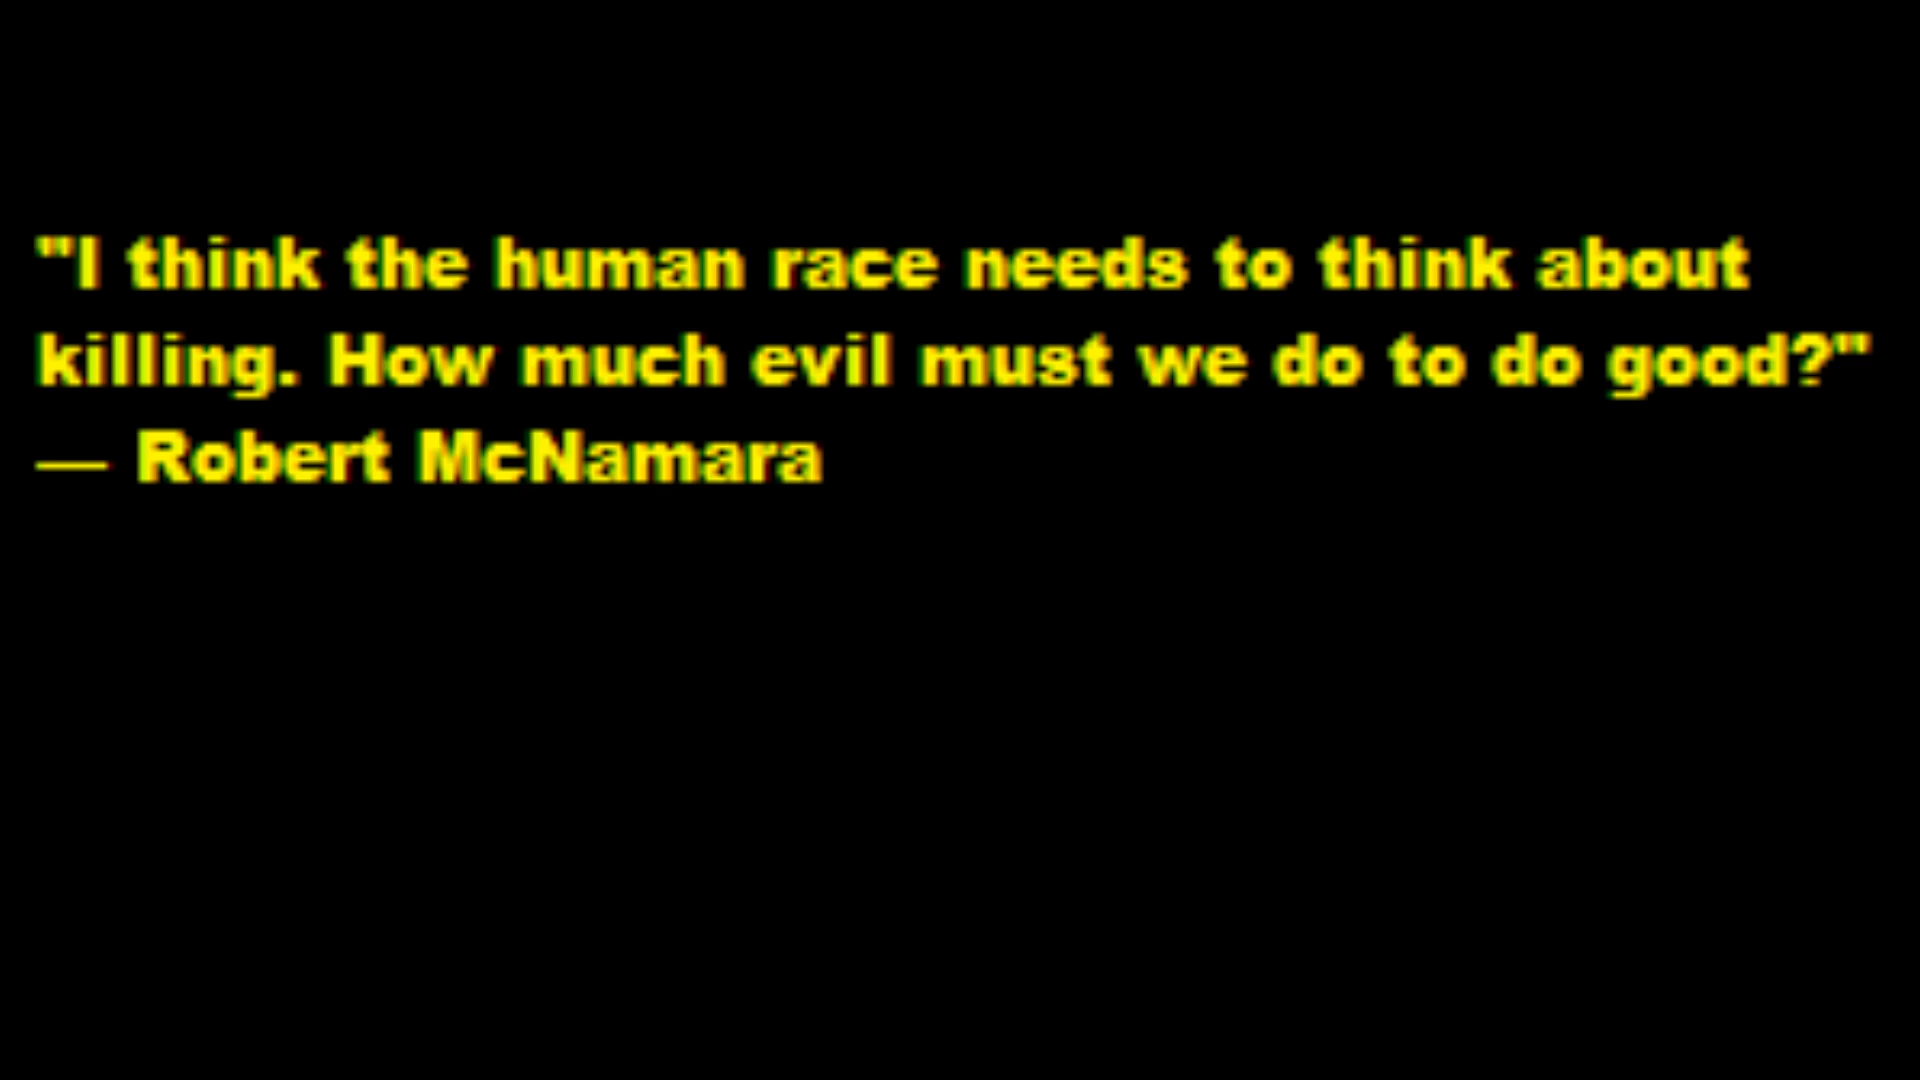 "I think the human race needs to think about
killing. How much evil must we do to do good?"
— Robert McNamara